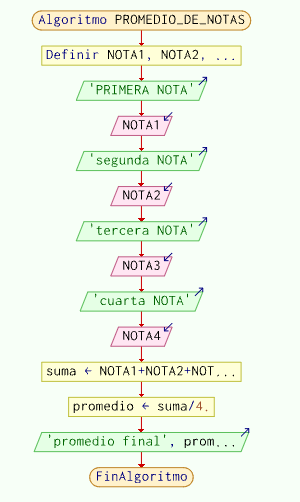 Algoritmo PROMEDIO_DE_NOTAS
Definir NOTA1, NOTA2, ...
'PRIMERA NOTA'
NOTA1
'segunda NOTA'
NOTA2
'tercera NOTA'
NOTA3
'cuarta NOTA'
NOTA4
suma ← NOTA1+NOTA2+NOT...
promedio ← suma/4.
'promedio final', prom...
FinAlgoritmo